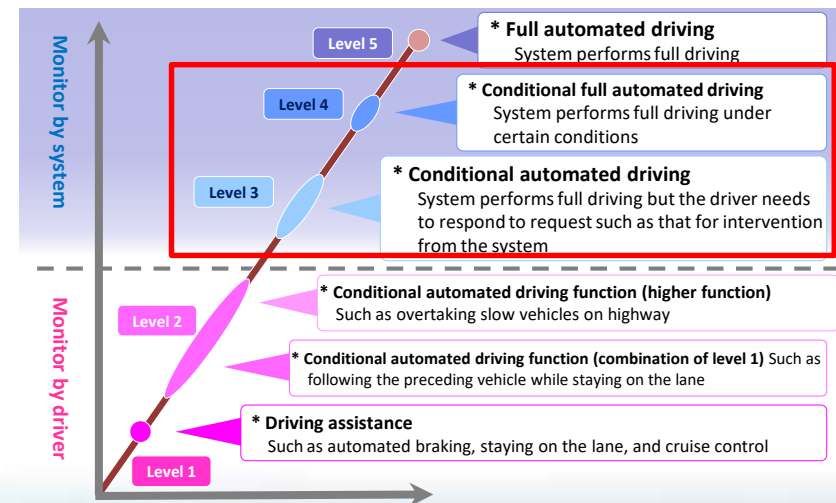 Monitor by system
Level 5
* Full automated driving
System performs full driving
Level 4
* Conditional full automated driving
System performs full driving under
certain conditions
Level 3
* Conditional automated driving
System performs full driving but the driver needs
to respond to request such as that for intervention
from the system
Monitor by driver
Level 2
* Conditional automated driving function (higher function)
Such as overtaking slow vehicles on highway
* Conditional automated driving function (combination of level 1) Such as
following the preceding vehicle while staying on the lane
* Driving assistance
Such as automated braking, staying on the lane, and cruise control
Level 1